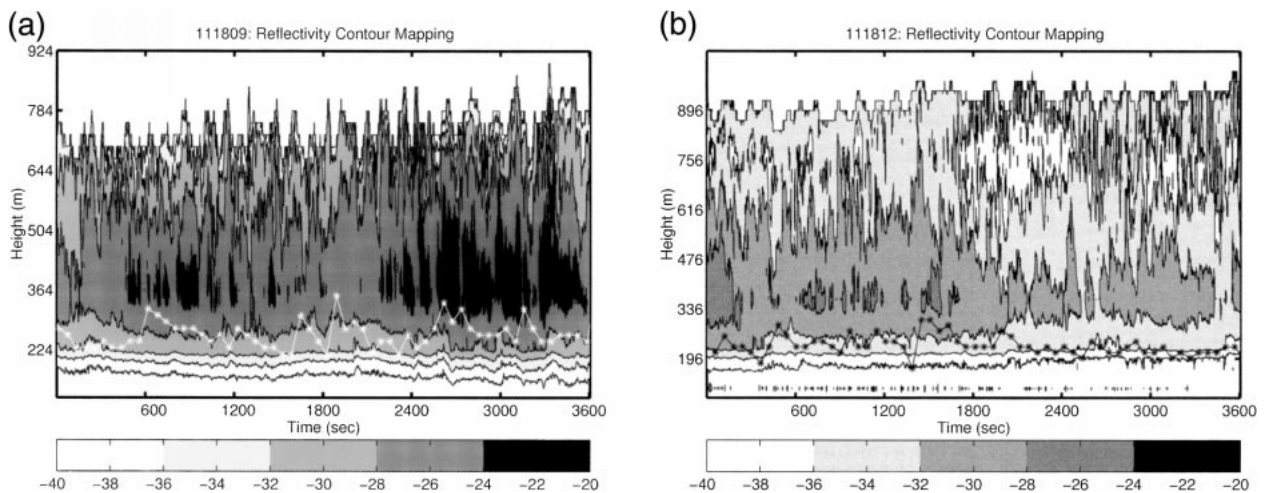 (a)
111809: Reflectivity Contour Mapping
924
784
644
504
364
224
Height (m)
600 1200 1800 2400 3000 3600
Time (sec)
−40 −38 −36 −34 −32 −30 −28 −26 −24 −22 −20
(b)
111812: Reflectivity Contour Mapping
896
756
616
476
336
196
Height (m)
600 1200 1800 2400 3000 3600
Time (sec)
−40 −38 −36 −34 −32 −30 −28 −26 −24 −22 −20